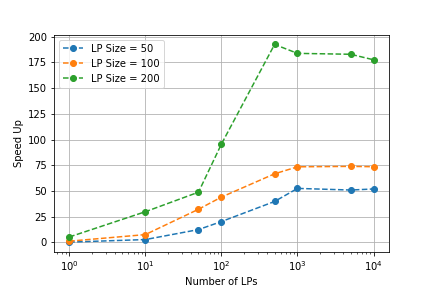 LP Size = 50
LP Size = 100
LP Size = 200
Speed Up
200
175
150
125
100
75
50
25
0
10⁰ 10¹ 10² 10³ 10⁴
Number of LPs